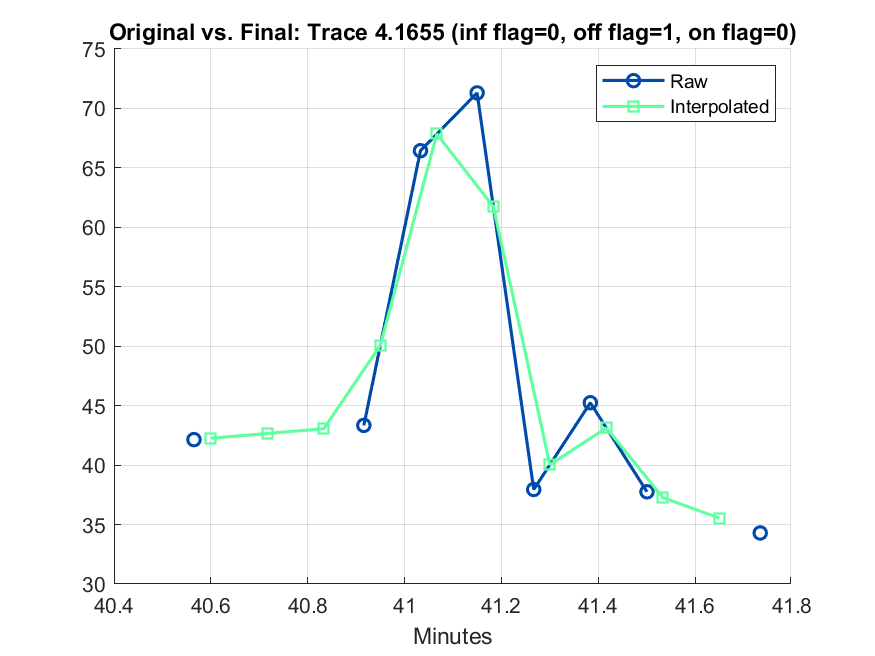 Original vs. Final: Trace 4.1655 (inf flag=0, off flag=1, on flag=0)
75
70
65
60
55
50
45
40
35
30
Raw
Interpolated
40.4 40.6 40.8 41 41.2 41.4 41.6 41.8
Minutes